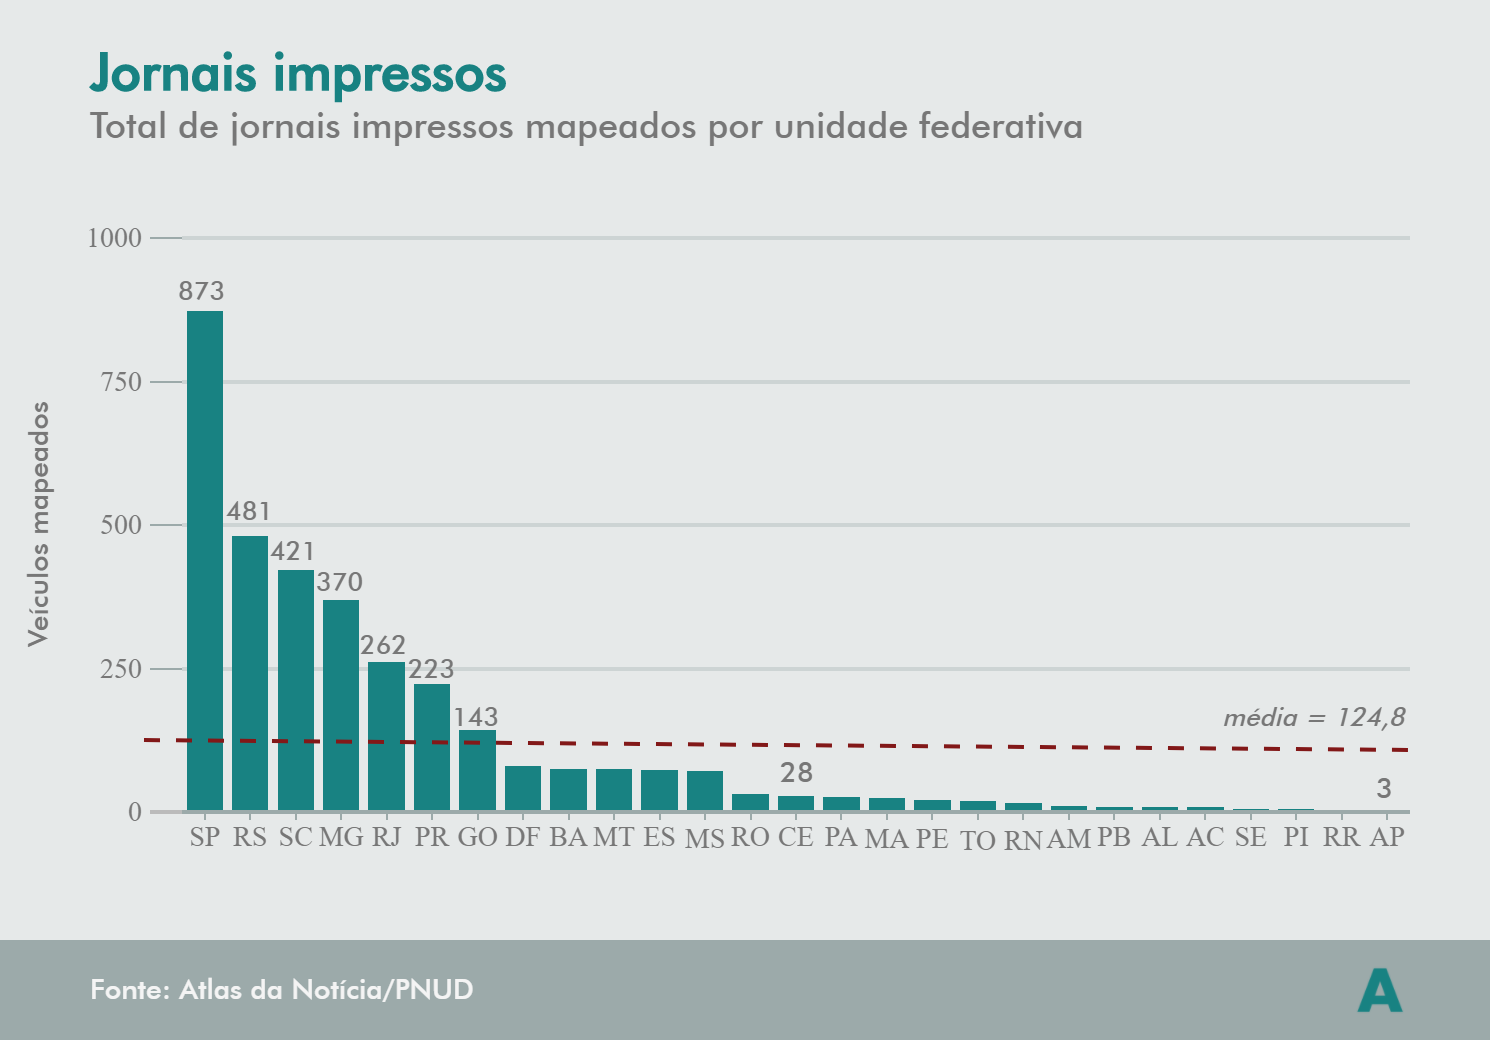 Jornais impressos
Total de jornais impressos mapeados por unidade federativa
Veículos mapeados
1000
750
500
250
0
873
481
421
370
262
223
143
28
3
média = 124,8
SP RS SC MG RJ PR GO DF BA MT ES MS RO CE PA MA PE TO RN AM PB AL AC SE PI RR AP
Fonte: Atlas da Notícia/PNUD
A